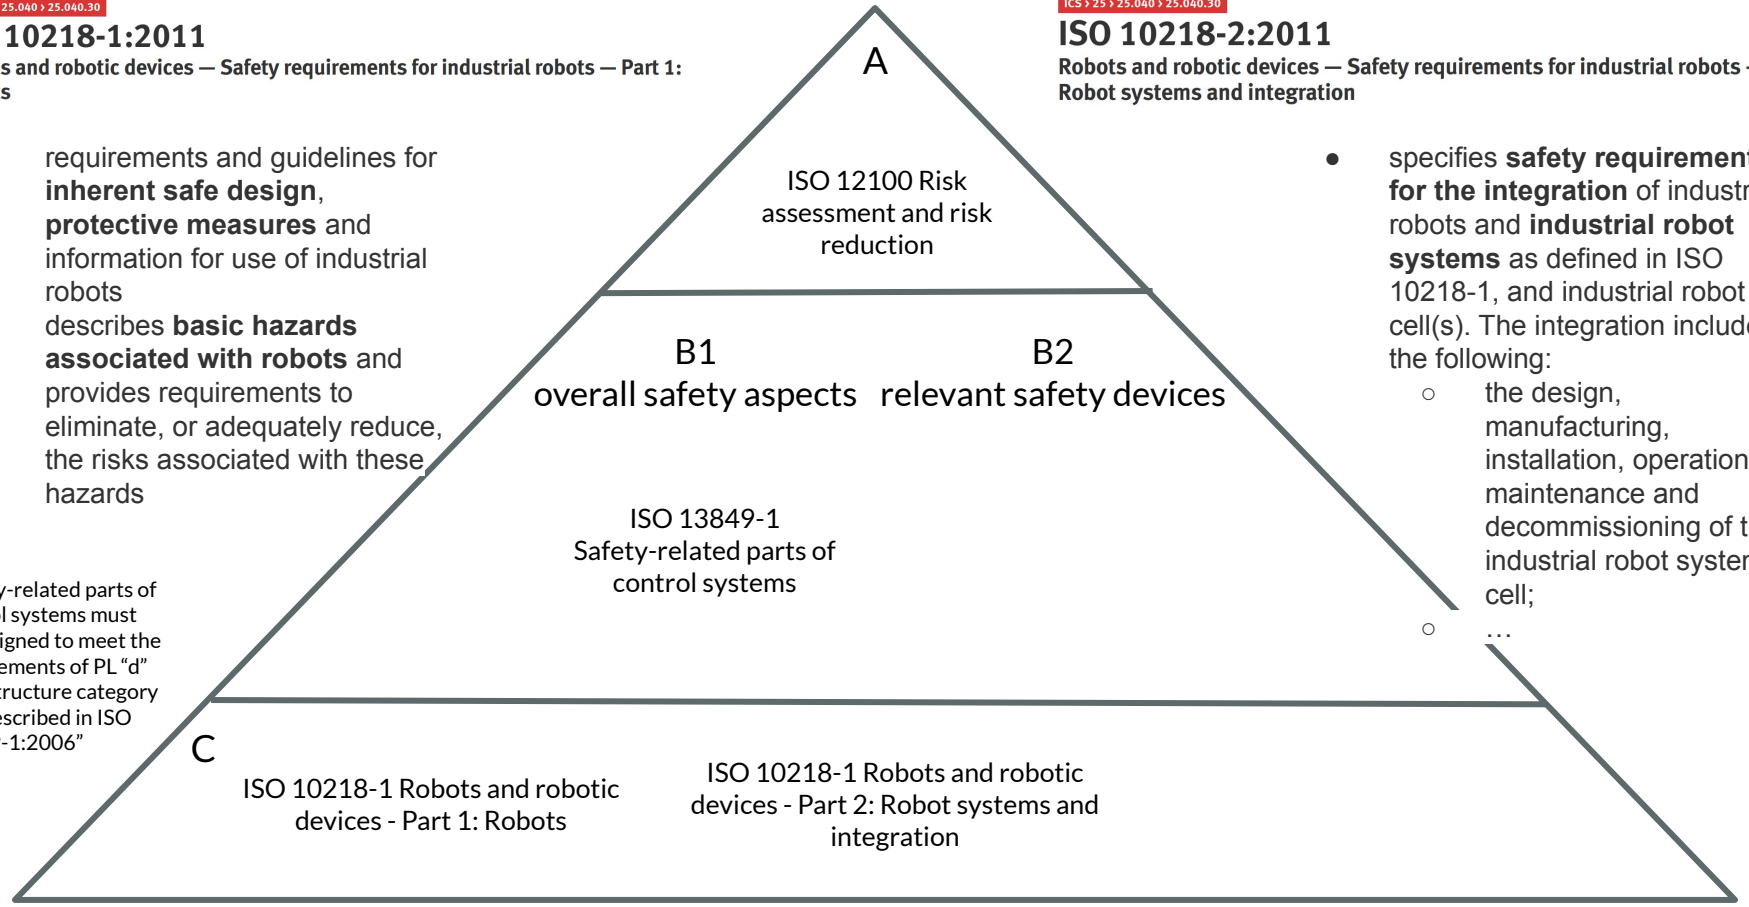 25.040 › 25.040.30
10218-1:2011
s and robotic devices — Safety requirements for industrial robots — Part 1:
s
requirements and guidelines for
inherent safe design,
protective measures and
information for use of industrial
robots
describes basic hazards
associated with robots and
provides requirements to
eliminate, or adequately reduce,
the risks associated with these
hazards
y-related parts of
l systems must
igned to meet the
ements of PL “d”
tructure category
escribed in ISO
-1:2006”
A
ISO 12100 Risk
assessment and risk
reduction
B1
overall safety aspects
B2
relevant safety devices
ISO 13849-1
Safety-related parts of
control systems
C
ISO 10218-1 Robots and robotic
devices - Part 1: Robots
ISO 10218-1 Robots and robotic
devices - Part 2: Robot systems and
integration
ICS › 25 › 25.040 › 25.040.30
ISO 10218-2:2011
Robots and robotic devices — Safety requirements for industrial robots -
Robot systems and integration
● specifies safety requirement
for the integration of industr
robots and industrial robot
systems as defined in ISO
10218-1, and industrial robot
cell(s). The integration include
the following:
○ the design,
manufacturing,
installation, operation
maintenance and
decommissioning of t
industrial robot system
cell;
○ …